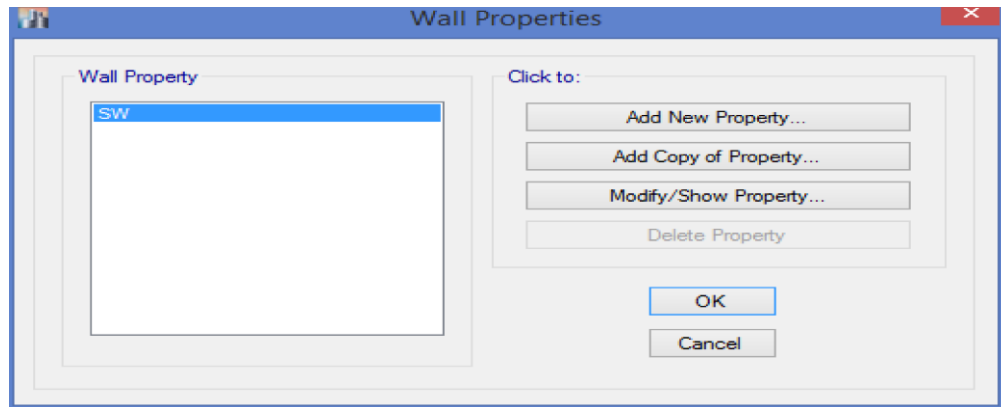 Wall Properties
Wall Property
SW
Click to:
Add New Property...
Add Copy of Property...
Modify/Show Property...
Delete Property
OK
Cancel